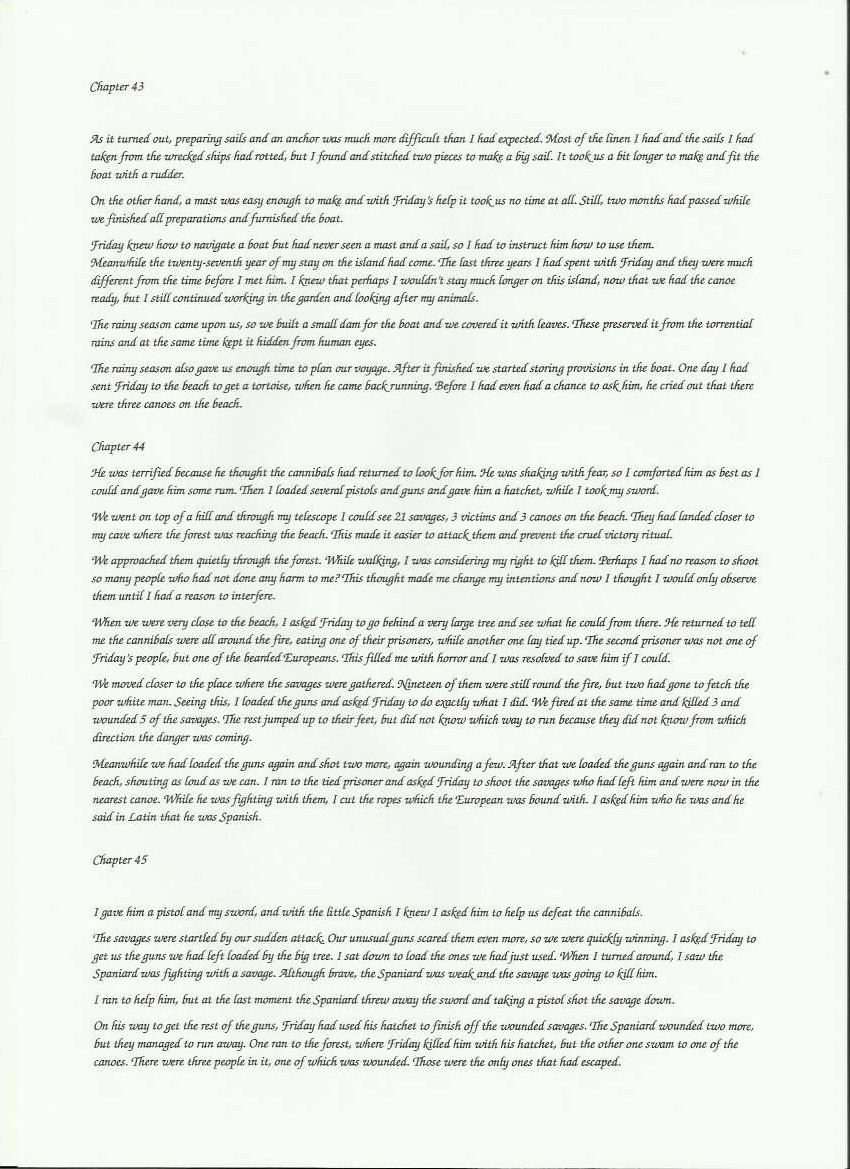 Chapter 43
As it turned out, preparing sails and an anchor was much more difficult than I had expected. Most of the linen I had and the sails I had
taken from the wrecked ships had rotted, but I found and stitched two pieces to make a big sail. It took us a bit longer to make and fit the
boat with a rudder.
On the other hand, a mast was easy enough to make and with Friday's help it took us no time at all. Still, two months had passed while
we finished all preparations and furnished the boat.
Friday knew how to navigate a boat but had never seen a mast and a sail, so I had to instruct him how to use them.
Meanwhile the twenty-seventh year of my stay on the island had come. The last three years I had spent with Friday and they were much
different from the time before I met him. I knew that perhaps I wouldn't stay much longer on this island, now that we had the canoe
ready, but I still continued working in the garden and looking after my animals.
The rainy season came upon us, so we built a small dam for the boat and we covered it with leaves. These preserved it from the torrential
rains and at the same time kept it hidden from human eyes.
The rainy season also gave us enough time to plan our voyage. After it finished we started storing provisions in the boat. One day I had
sent Friday to the beach to get a tortoise, when he came back running. Before I had even had a chance to ask him, he cried out that there
were three canoes on the beach.
Chapter 44
He was terrified because he thought the cannibals had returned to look for him. He was shaking with fear, so I comforted him as best as I
could and gave him some rum. Then I loaded several pistols and guns and gave him a hatchet, while I took my sword.
We went on top of a hill and through my telescope I could see 21 savages, 3 victims and 3 canoes on the beach. They had landed closer to
my cave where the forest was reaching the beach. This made it easier to attack them and prevent the cruel victory ritual.
We approached them quietly through the forest. While walking, I was considering my right to kill them. Perhaps I had no reason to shoot
so many people who had not done any harm to me? This thought made me change my intentions and now I thought I would only observe
them until I had a reason to interfere.
When we were very close to the beach, I asked Friday to go behind a very large tree and see what he could from there. He returned to tell
me the cannibals were all around the fire, eating one of their prisoners, while another one lay tied up. The second prisoner was not one of
Friday's people, but one of the bearded Europeans. This filled me with horror and I was resolved to save him if I could.
We moved closer to the place where the savages were gathered. Nineteen of them were still round the fire, but two had gone to fetch the
poor white man. Seeing this, I loaded the guns and asked Friday to do exactly what I did. We fired at the same time and killed 3 and
wounded 5 of the savages. The rest jumped up to their feet, but did not know which way to run because they did not know from which
direction the danger was coming.
Meanwhile we had loaded the guns again and shot two more, again wounding a few. After that we loaded the guns again and ran to the
beach, shouting as loud as we can. I ran to the tied prisoner and asked Friday to shoot the savages who had left him and were now in the
nearest canoe. While he was fighting with them, I cut the ropes which the European was bound with. I asked him who he was and he
said in Latin that he was Spanish.
Chapter 45
I gave him a pistol and my sword, and with the little Spanish I knew I asked him to help us defeat the cannibals.
The savages were startled by our sudden attack. Our unusual guns scared them even more, so we were quickly winning. I asked Friday to
get us the guns we had left loaded by the big tree. I sat down to load the ones we had just used. When I turned around, I saw the
Spaniard was fighting with a savage. Although brave, the Spaniard was weak and the savage was going to kill him.
I ran to help him, but at the last moment the Spaniard threw away the sword and taking a pistol shot the savage down.
On his way to get the rest of the guns, Friday had used his hatchet to finish off the wounded savages. The Spaniard wounded two more,
but they managed to run away. One ran to the forest, where Friday killed him with his hatchet, but the other one swam to one of the
canoes. There were three people in it, one of which was wounded. Those were the only ones that had escaped.